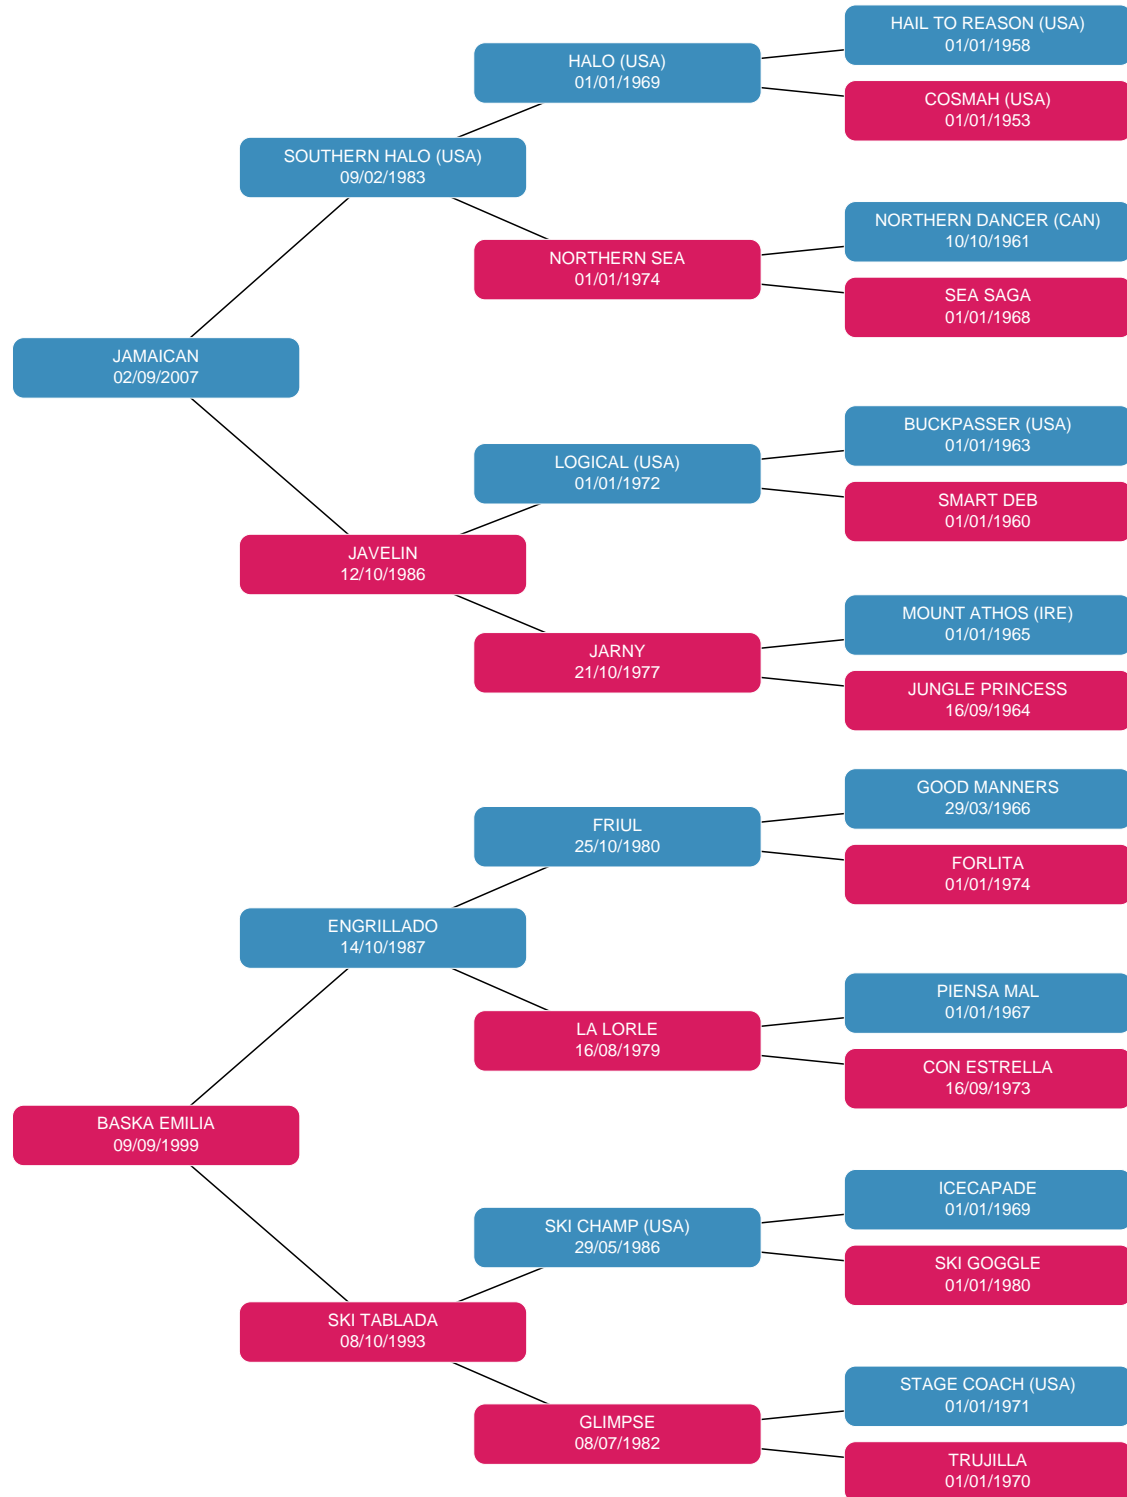 HAIL TO REASON (USA)
01/01/1958
HALO (USA)
01/01/1969
COSMAH (USA)
01/01/1953
SOUTHERN HALO (USA)
09/02/1983
NORTHERN DANCER (CAN)
10/10/1961
NORTHERN SEA
01/01/1974
SEA SAGA
01/01/1968
JAMAICAN
02/09/2007
BUCKPASSER (USA)
01/01/1963
LOGICAL (USA)
01/01/1972
SMART DEB
01/01/1960
JAVELIN
12/10/1986
MOUNT ATHOS (IRE)
01/01/1965
JARNY
21/10/1977
JUNGLE PRINCESS
16/09/1964
GOOD MANNERS
29/03/1966
FRIUL
25/10/1980
FORLITA
01/01/1974
ENGRILLADO
14/10/1987
PIENSA MAL
01/01/1967
LA LORLE
16/08/1979
CON ESTRELLA
16/09/1973
BASKA EMILIA
09/09/1999
ICECAPADE
01/01/1969
SKI CHAMP (USA)
29/05/1986
SKI GOGGLE
01/01/1980
SKI TABLADA
08/10/1993
STAGE COACH (USA)
01/01/1971
GLIMPSE
08/07/1982
TRUJILLA
01/01/1970